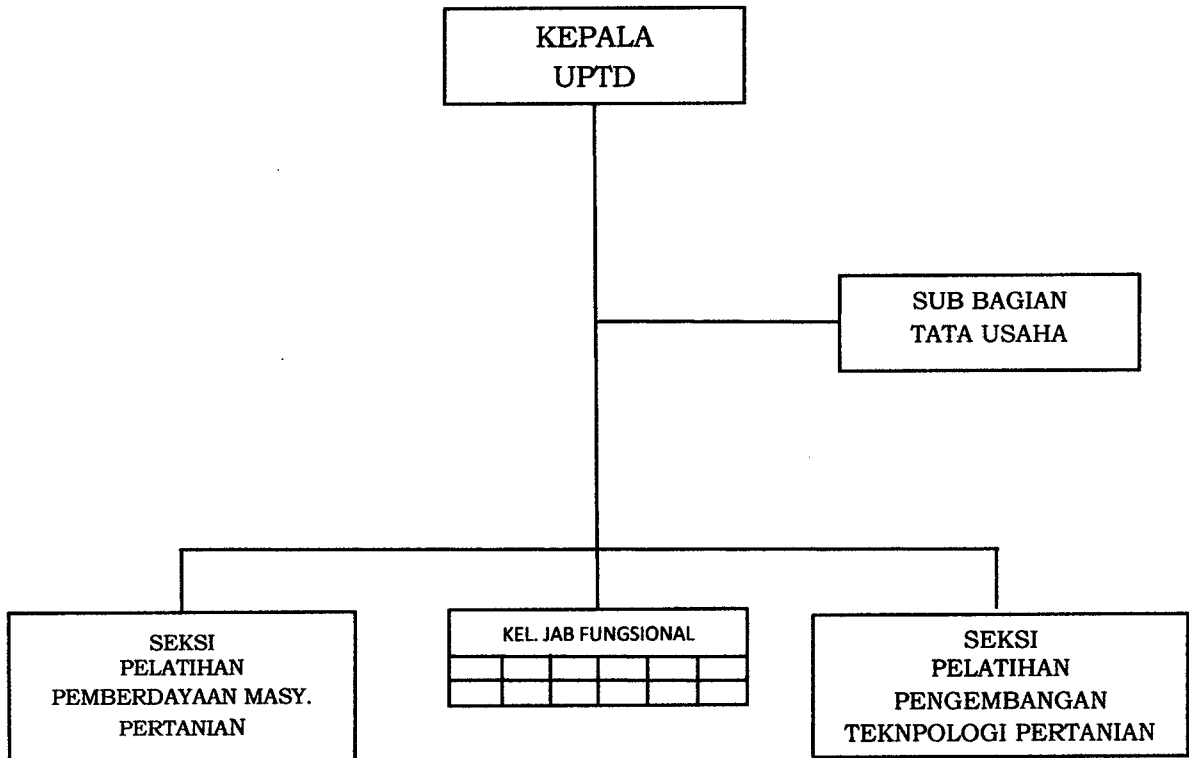 KEPALA
UPTD
SUB BAGIAN
TATA USAHA
SEKSI
PELATIHAN
PEMBERDAYAAN MASY.
PERTANIAN
KEL. JAB FUNGSIONAL
SEKSI
PELATIHAN
PENGEMBANGAN
TEKNPOLOGI PERTANIAN